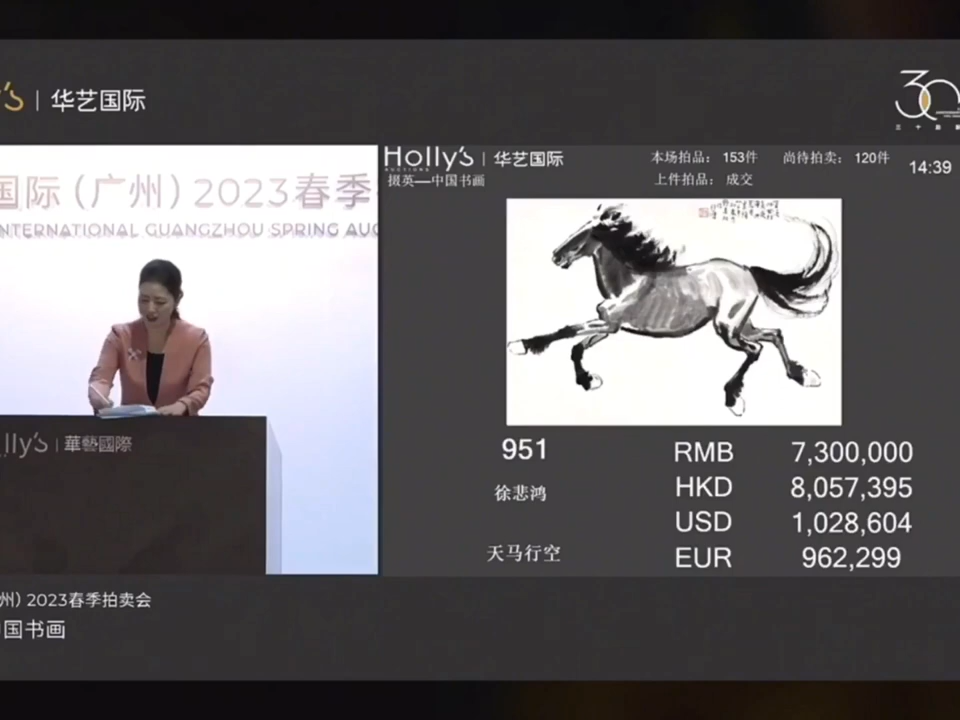 's | 华艺国际
30
国际（广州）2023春季
NTERNATIONAL GUANGZHOU SPRING AUC
lly's | 華藝國際
Holly's | 华艺国际
AUCTIONS
撷英—中国书画
本场拍品： 153件 尚待拍卖： 120件
上件拍品： 成交
14:39
951
徐悲鸿
天马行空
RMB 7,300,000
HKD 8,057,395
USD 1,028,604
EUR 962,299
州）2023春季拍卖会
国书画